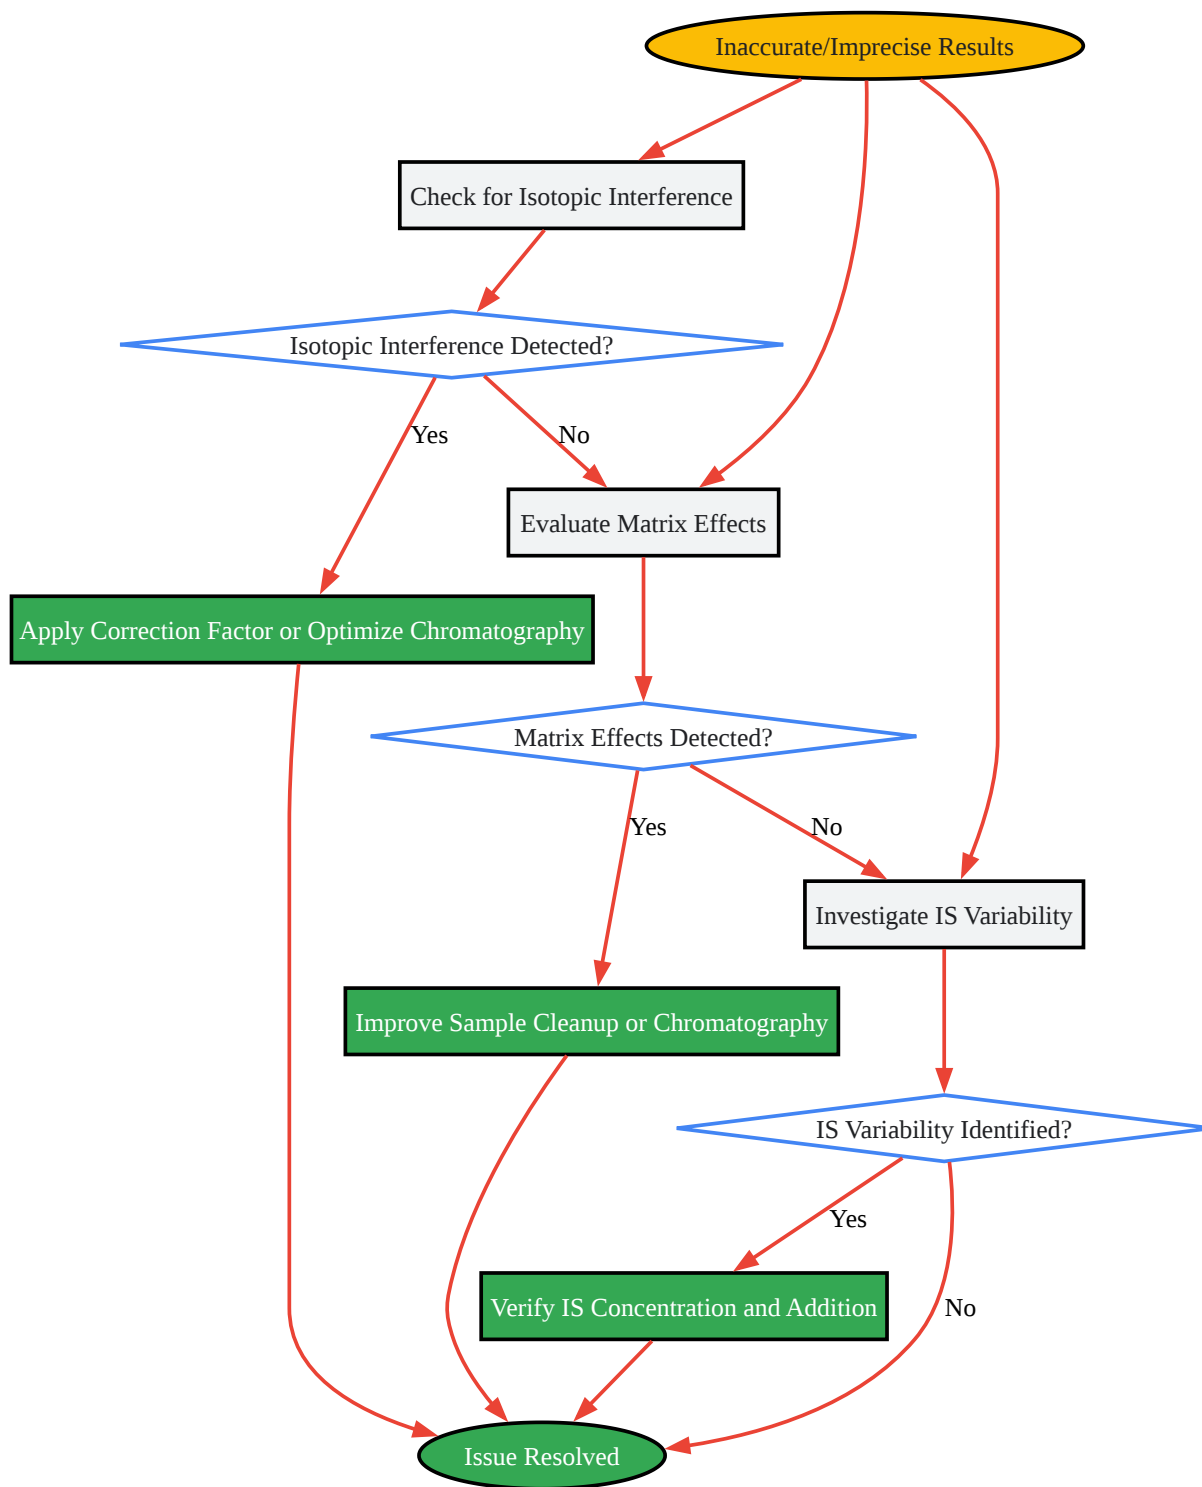 Inaccurate/Imprecise Results
Check for Isotopic Interference
Isotopic Interference Detected?
Yes
No
Evaluate Matrix Effects
Apply Correction Factor or Optimize Chromatography
Matrix Effects Detected?
Yes
No
Investigate IS Variability
Improve Sample Cleanup or Chromatography
IS Variability Identified?
Yes
Verify IS Concentration and Addition
No
Issue Resolved